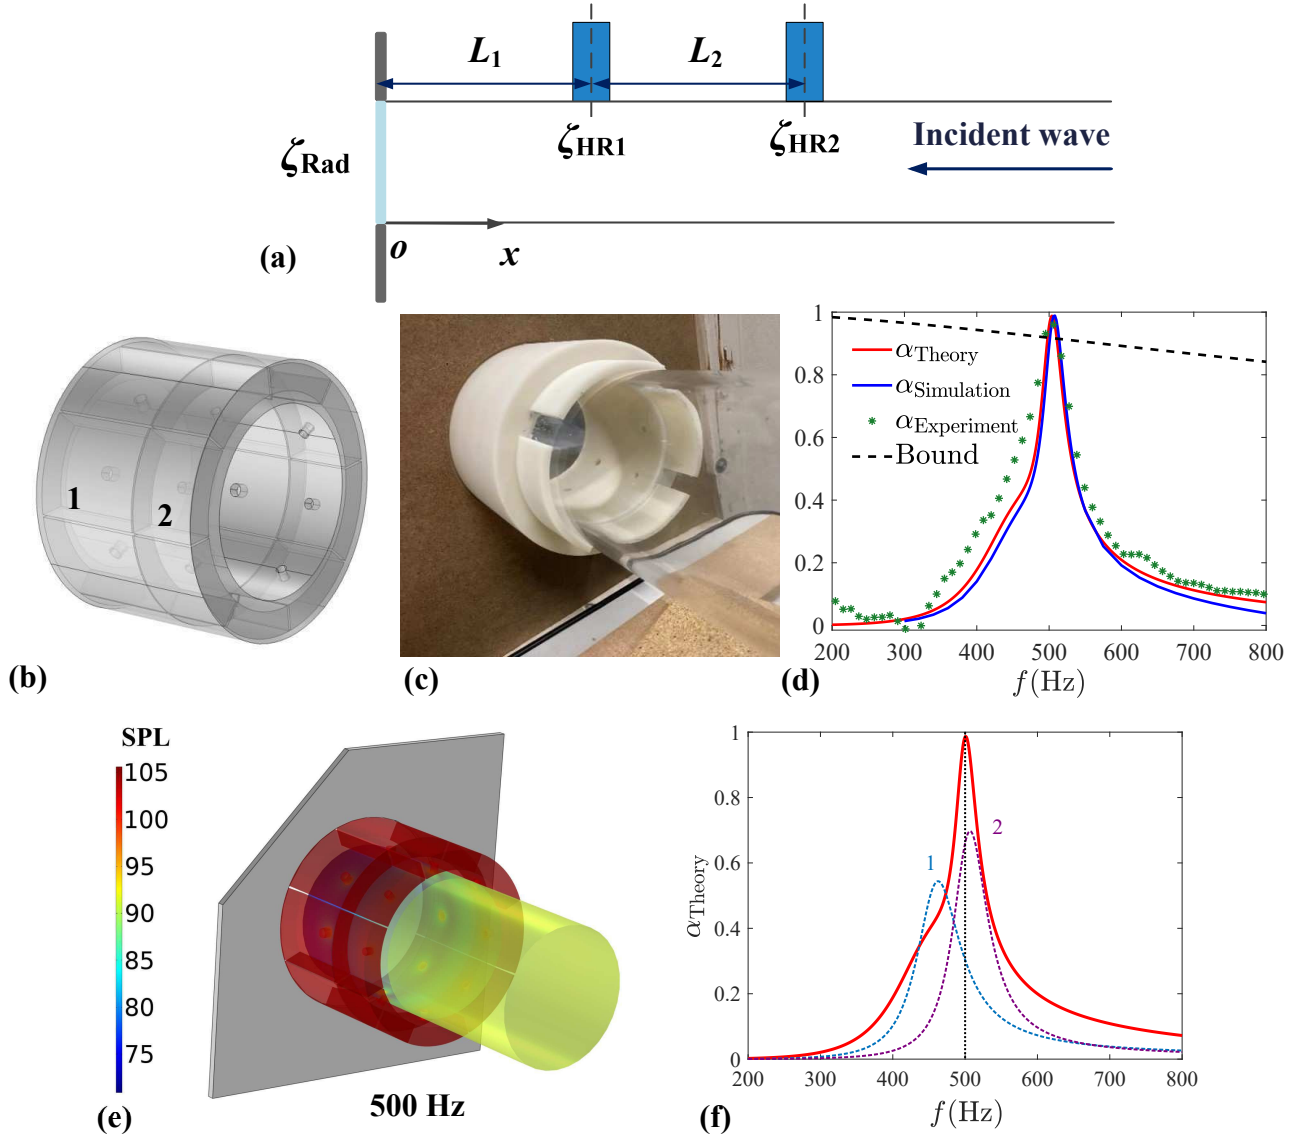 L1
L2
ζRad
ζHR1
ζHR2
Incident wave
o
x
(a)
1
2
(b)
(c)
1
0.8
0.6
0.4
0.2
0
αTheory
αSimulation
αExperiment
Bound
200 300 400 500 600 700 800
f (Hz)
(d)
SPL
105
100
95
90
85
80
75
500 Hz
(e)
1
0.8
0.6
0.4
0.2
0
αTheory
1
2
200 300 400 500 600 700 800
f (Hz)
(f)